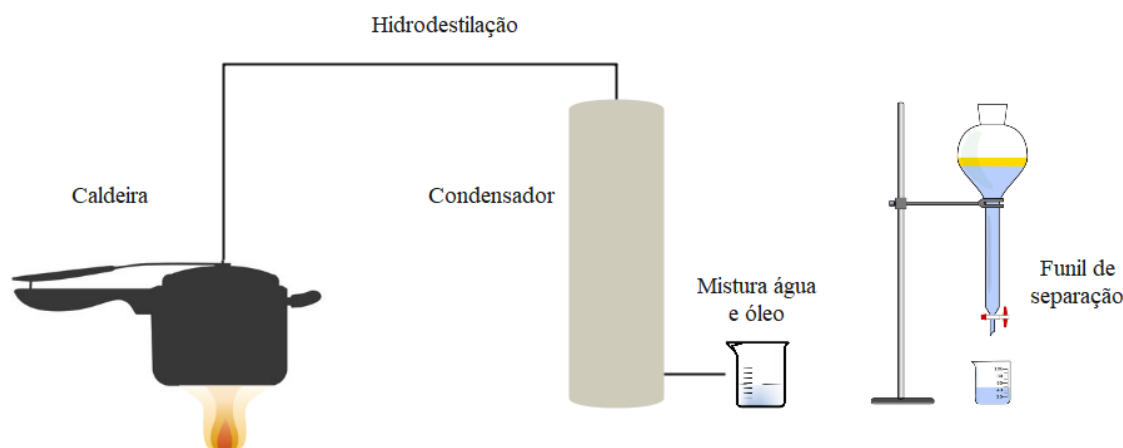 Hidrodestilação
Caldeira
Condensador
Mistura água
e óleo
Funil de
separação